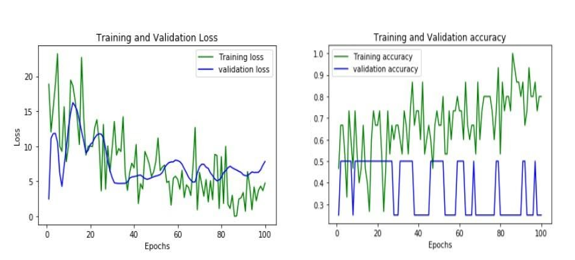 Training and Validation Loss
Training loss
validation loss
Loss
20
15
10
5
0
0
20
40
60
80
100
Epochs
Training and Validation accuracy
Training accuracy
validation accuracy
1.0
0.9
0.8
0.7
0.6
0.5
0.4
0.3
0
20
40
60
80
100
Epochs